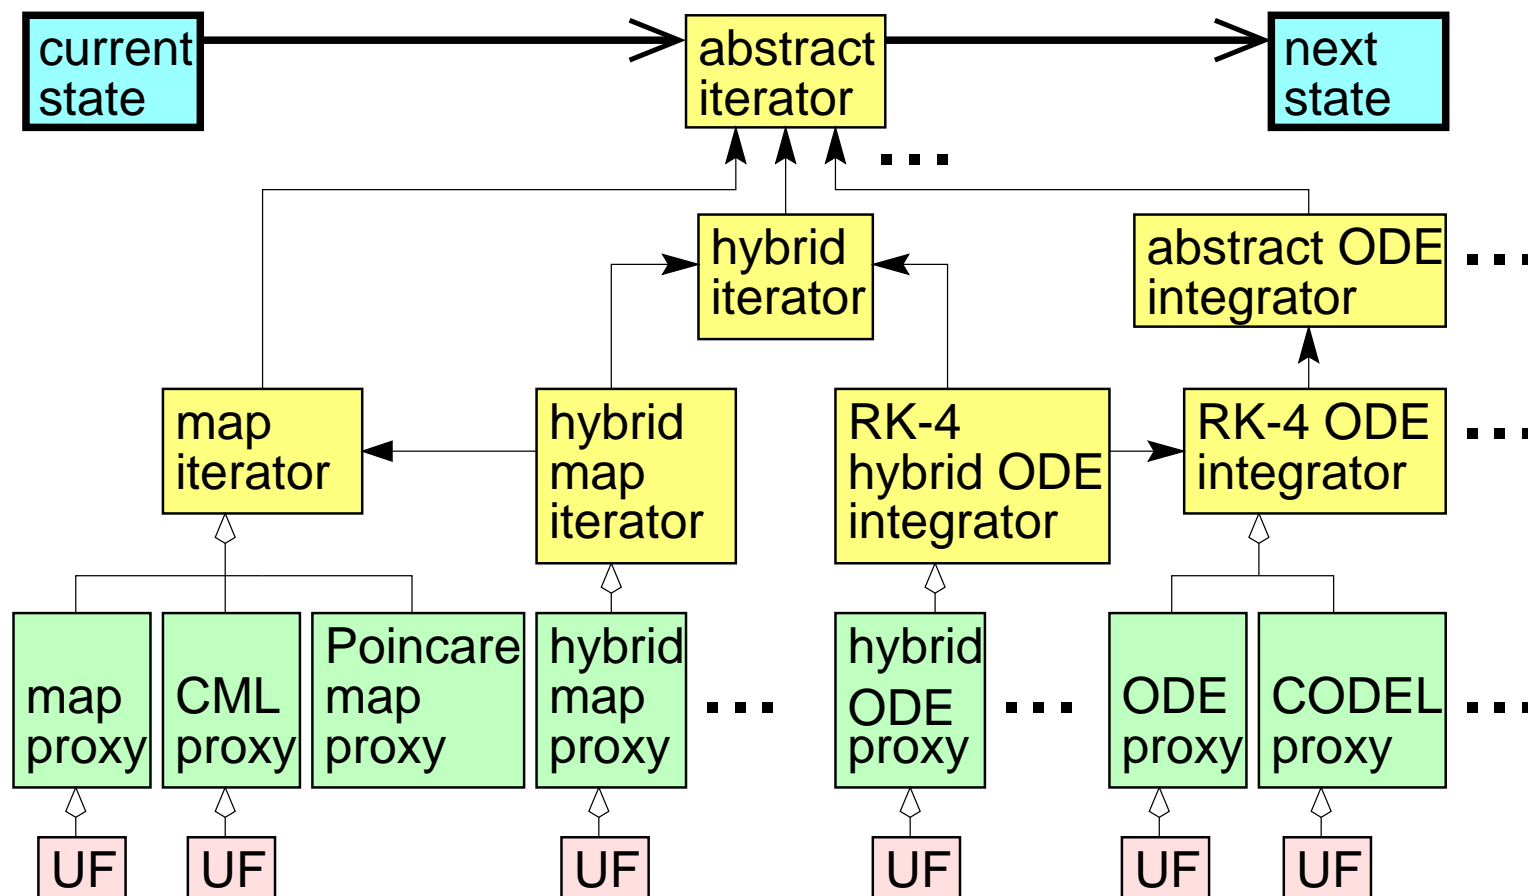 current
state
abstract
iterator
next
state
...
hybrid
iterator
abstract ODE
integrator
...
map
iterator
hybrid
map
iterator
RK-4
hybrid ODE
integrator
RK-4 ODE
integrator
...
map
proxy
CML
proxy
Poincare
map
proxy
hybrid
map
proxy
...
hybrid
ODE
proxy
...
ODE
proxy
CODEL
proxy
...
UF
UF
UF
UF
UF
UF